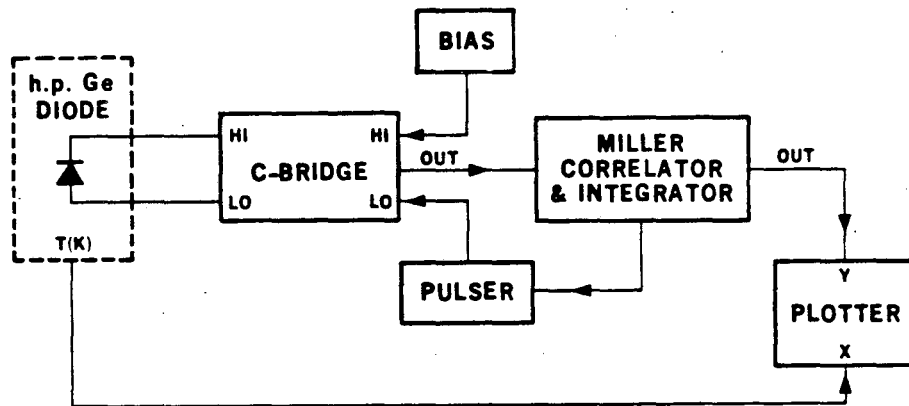 BIAS
h.p. Ge
DIODE
T(K)
HI
LO
C-BRIDGE
HI
LO
OUT
MILLER
CORRELATOR
& INTEGRATOR
OUT
PULSER
Y
PLOTTER
X